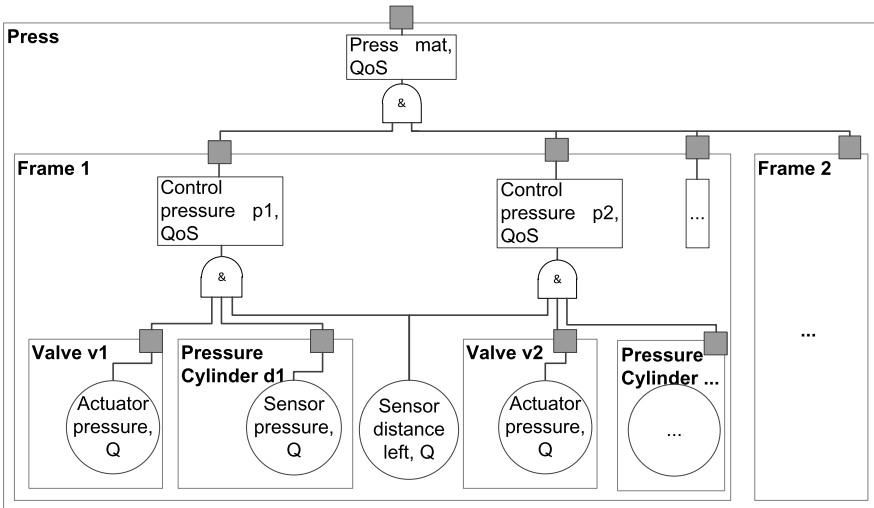 Press
Press mat,
QoS
&
Frame 1
Frame 2
Control
pressure p1,
QoS
Control
pressure p2,
QoS
...
&
&
...
Valve v1
Pressure
Cylinder d1
Valve v2
Pressure
Cylinder ...
Actuator
pressure,
Q
Sensor
pressure,
Q
Sensor
distance
left, Q
Actuator
pressure,
Q
...